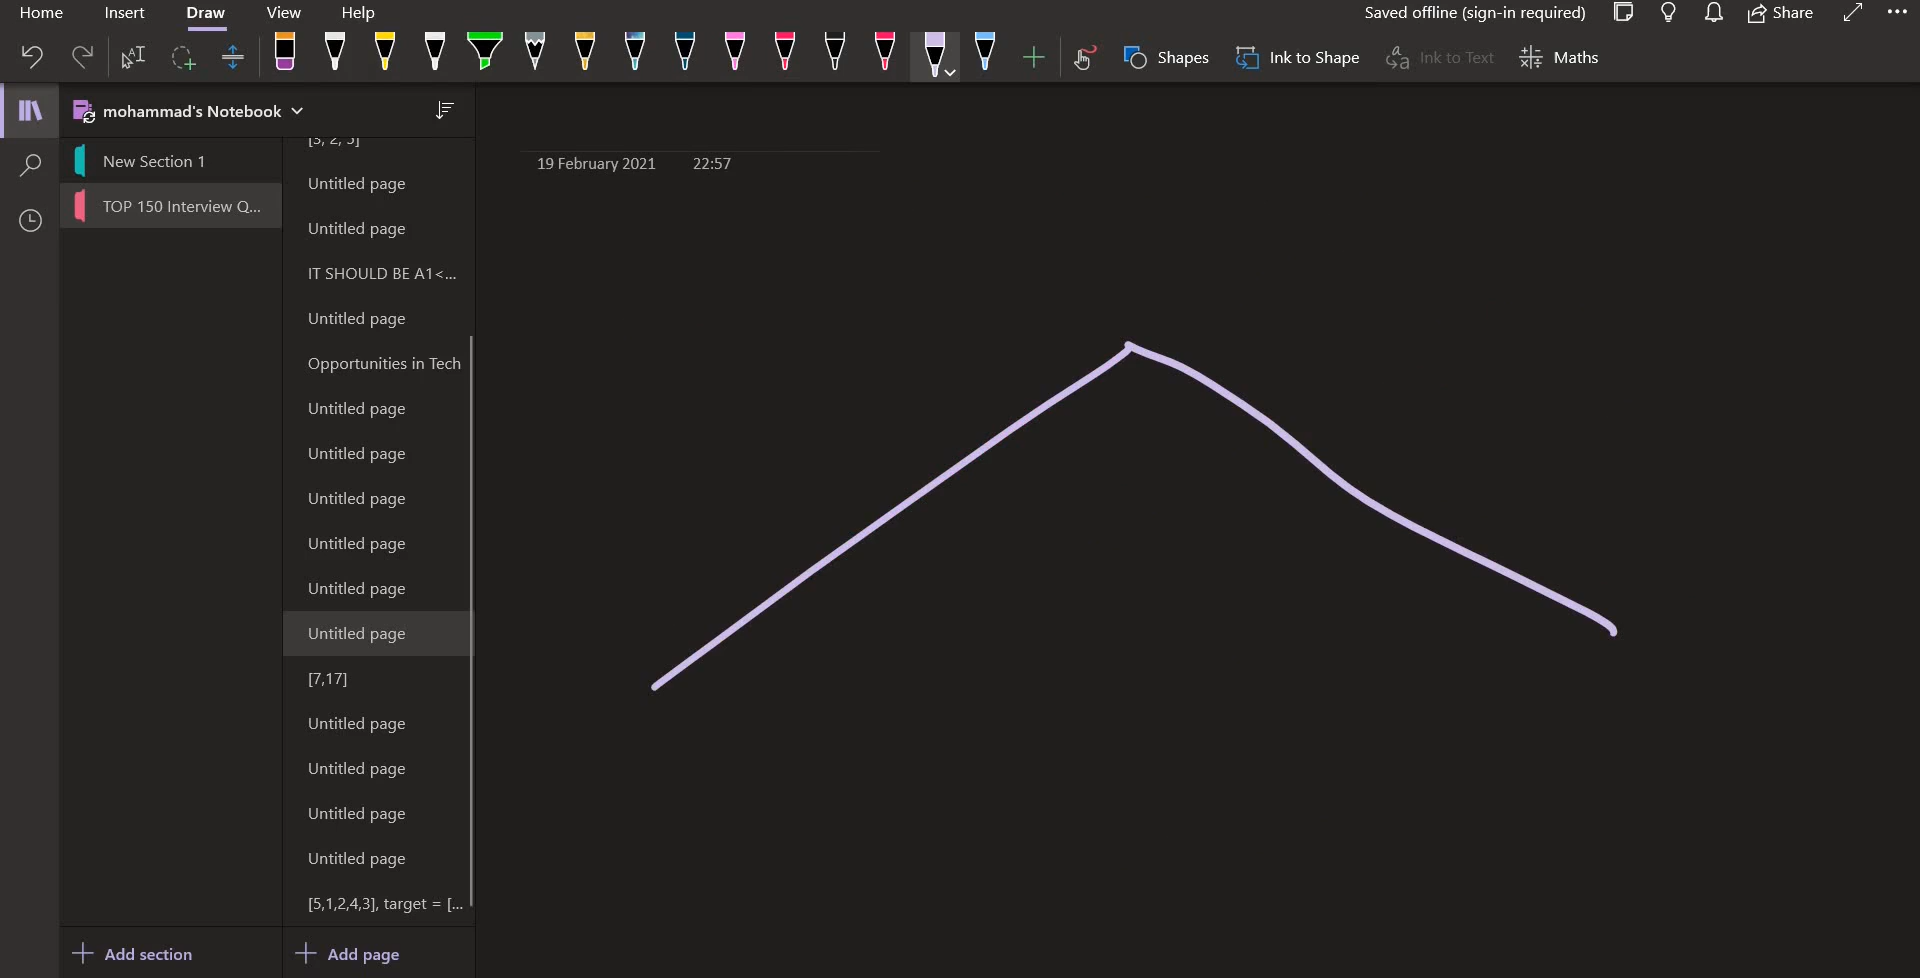 Home Insert Draw View Help
Saved offline (sign-in required) Share
Shapes Ink to Shape Ink to Text Maths
mohammad's Notebook
New Section 1
TOP 150 Interview Q...
[3, 2, 5]
Untitled page
Untitled page
IT SHOULD BE A1<...
Untitled page
Opportunities in Tech
Untitled page
Untitled page
Untitled page
Untitled page
Untitled page
Untitled page
[7,17]
Untitled page
Untitled page
Untitled page
Untitled page
[5,1,2,4,3], target = [...
Add section
Add page
19 February 2021 22:57